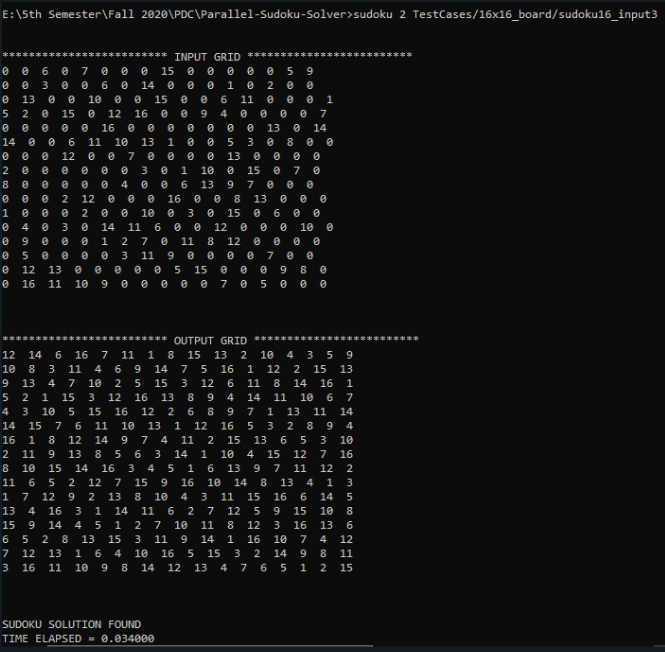 E:\5th Semester\Fall 2020\PDC\Parallel-Sudoku-Solver>sudoku 2 TestCases/16x16_board/sudoku16_input3
************************* INPUT GRID *************************
0 0 6 0 7 0 0 0 15 0 0 0 0 0 5 9
0 0 3 0 0 6 0 14 0 0 0 1 0 2 0 0
0 13 0 0 10 0 0 15 0 0 6 11 0 0 0 1
5 2 0 15 0 12 16 0 0 9 4 0 0 0 0 7
0 0 0 0 0 16 0 0 0 0 0 0 0 13 0 14
14 0 0 6 11 10 13 1 0 0 5 3 0 8 0 0
0 0 0 12 0 0 7 0 0 0 0 13 0 0 0 0
2 0 0 0 0 0 0 3 0 1 10 0 15 0 7 0
8 0 0 0 0 0 4 0 0 6 13 9 7 0 0 0
0 0 0 2 12 0 0 0 16 0 0 8 13 0 0 0
1 0 0 0 2 0 0 10 0 3 0 15 0 6 0 0
0 4 0 3 0 14 11 6 0 0 12 0 0 0 10 0
0 9 0 0 0 1 2 7 0 11 8 12 0 0 0 0
0 5 0 0 0 0 3 11 9 0 0 0 0 7 0 0
0 12 13 0 0 0 0 0 5 15 0 0 0 9 8 0
0 16 11 10 9 0 0 0 0 0 7 0 5 0 0 0
************************* OUTPUT GRID *************************
12 14 6 16 7 11 1 8 15 13 2 10 4 3 5 9
10 8 3 11 4 6 9 14 7 5 16 1 12 2 15 13
9 13 4 7 10 2 5 15 3 12 6 11 8 14 16 1
5 2 1 15 3 12 16 13 8 9 4 14 11 10 6 7
4 3 10 5 15 16 12 2 6 8 9 7 1 13 11 14
14 15 7 6 11 10 13 1 12 16 5 3 2 8 9 4
16 1 8 12 14 9 7 4 11 2 15 13 6 5 3 10
2 11 9 13 8 5 6 3 14 1 10 4 15 12 7 16
8 10 15 14 16 3 4 5 1 6 13 9 7 11 12 2
11 6 5 2 12 7 15 9 16 10 14 8 13 4 1 3
1 7 12 9 2 13 8 10 4 3 11 15 16 6 14 5
13 4 16 3 1 14 11 6 2 7 12 5 9 15 10 8
15 9 14 4 5 1 2 7 10 11 8 12 3 16 13 6
6 5 2 8 13 15 3 11 9 14 1 16 10 7 4 12
7 12 13 1 6 4 10 16 5 15 3 2 14 9 8 11
3 16 11 10 9 8 14 12 13 4 7 6 5 1 2 15
SUDOKU SOLUTION FOUND
TIME ELAPSED = 0.034000